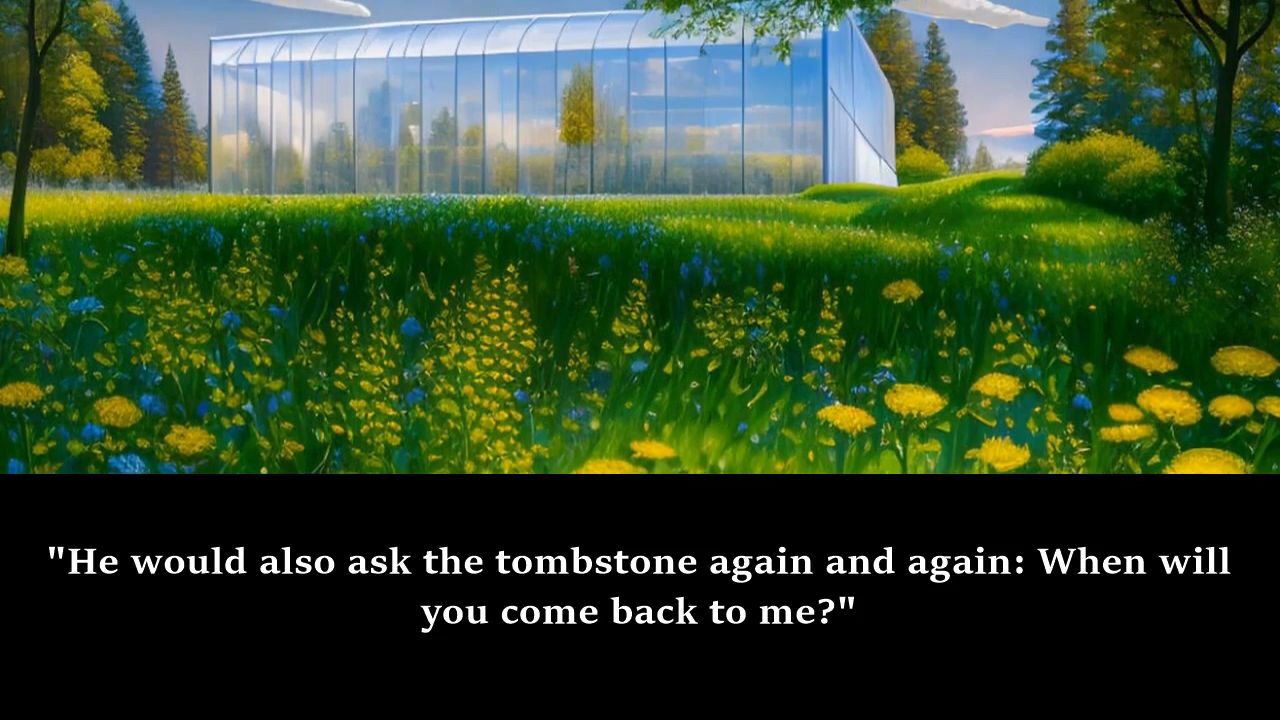 "He would also ask the tombstone again and again: When will
you come back to me?"